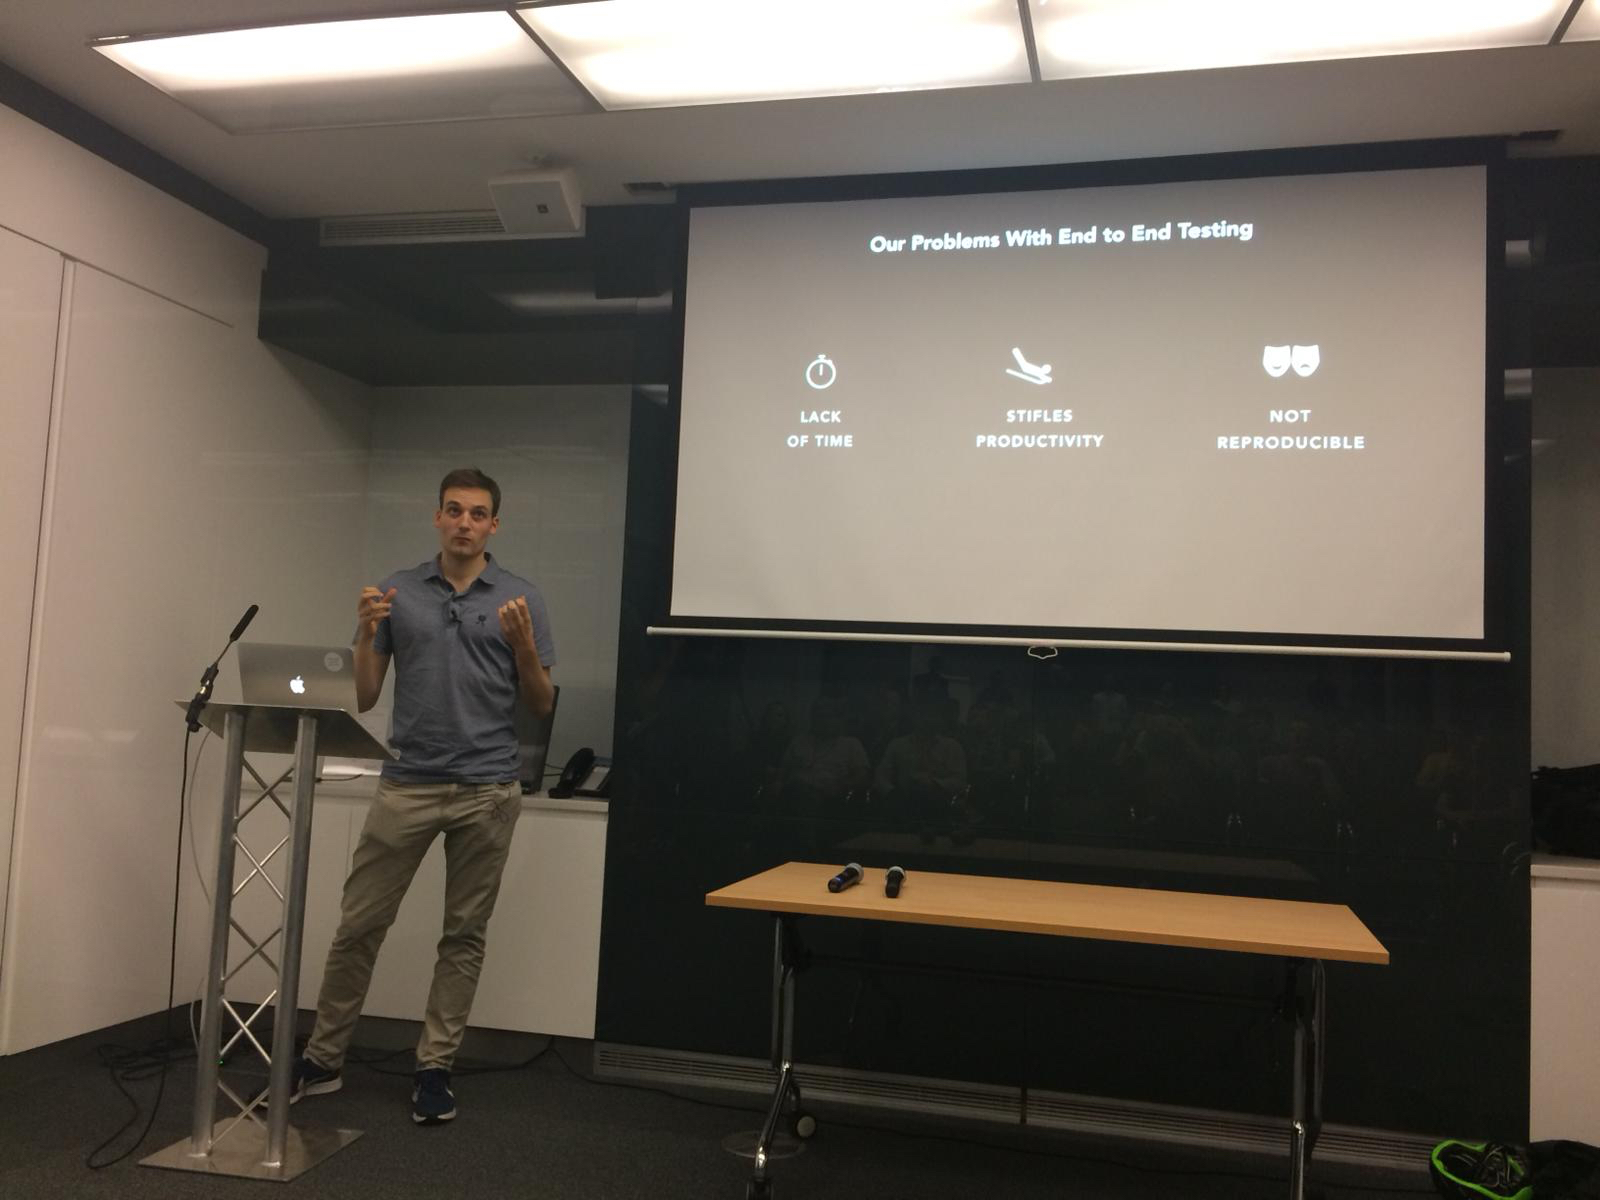 Our Problems With End to End Testing
LACK
OF TIME
STIFLES
PRODUCTIVITY
NOT
REPRODUCIBLE